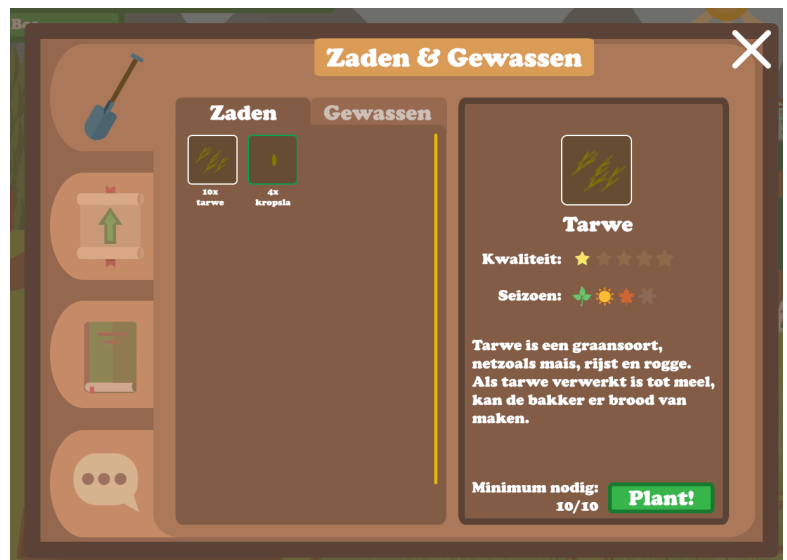 Zaden & Gewassen
Zaden
Gewassen
10x
tarwe
4x
kropsla
Tarwe
Kwaliteit:
Seizoen:
Tarwe is een graansoort,
netzoals mais, rijst en rogge.
Als tarwe verwerkt is tot meel,
kan de bakker er brood van
maken.
Minimum nodig:
10/10
Plant!